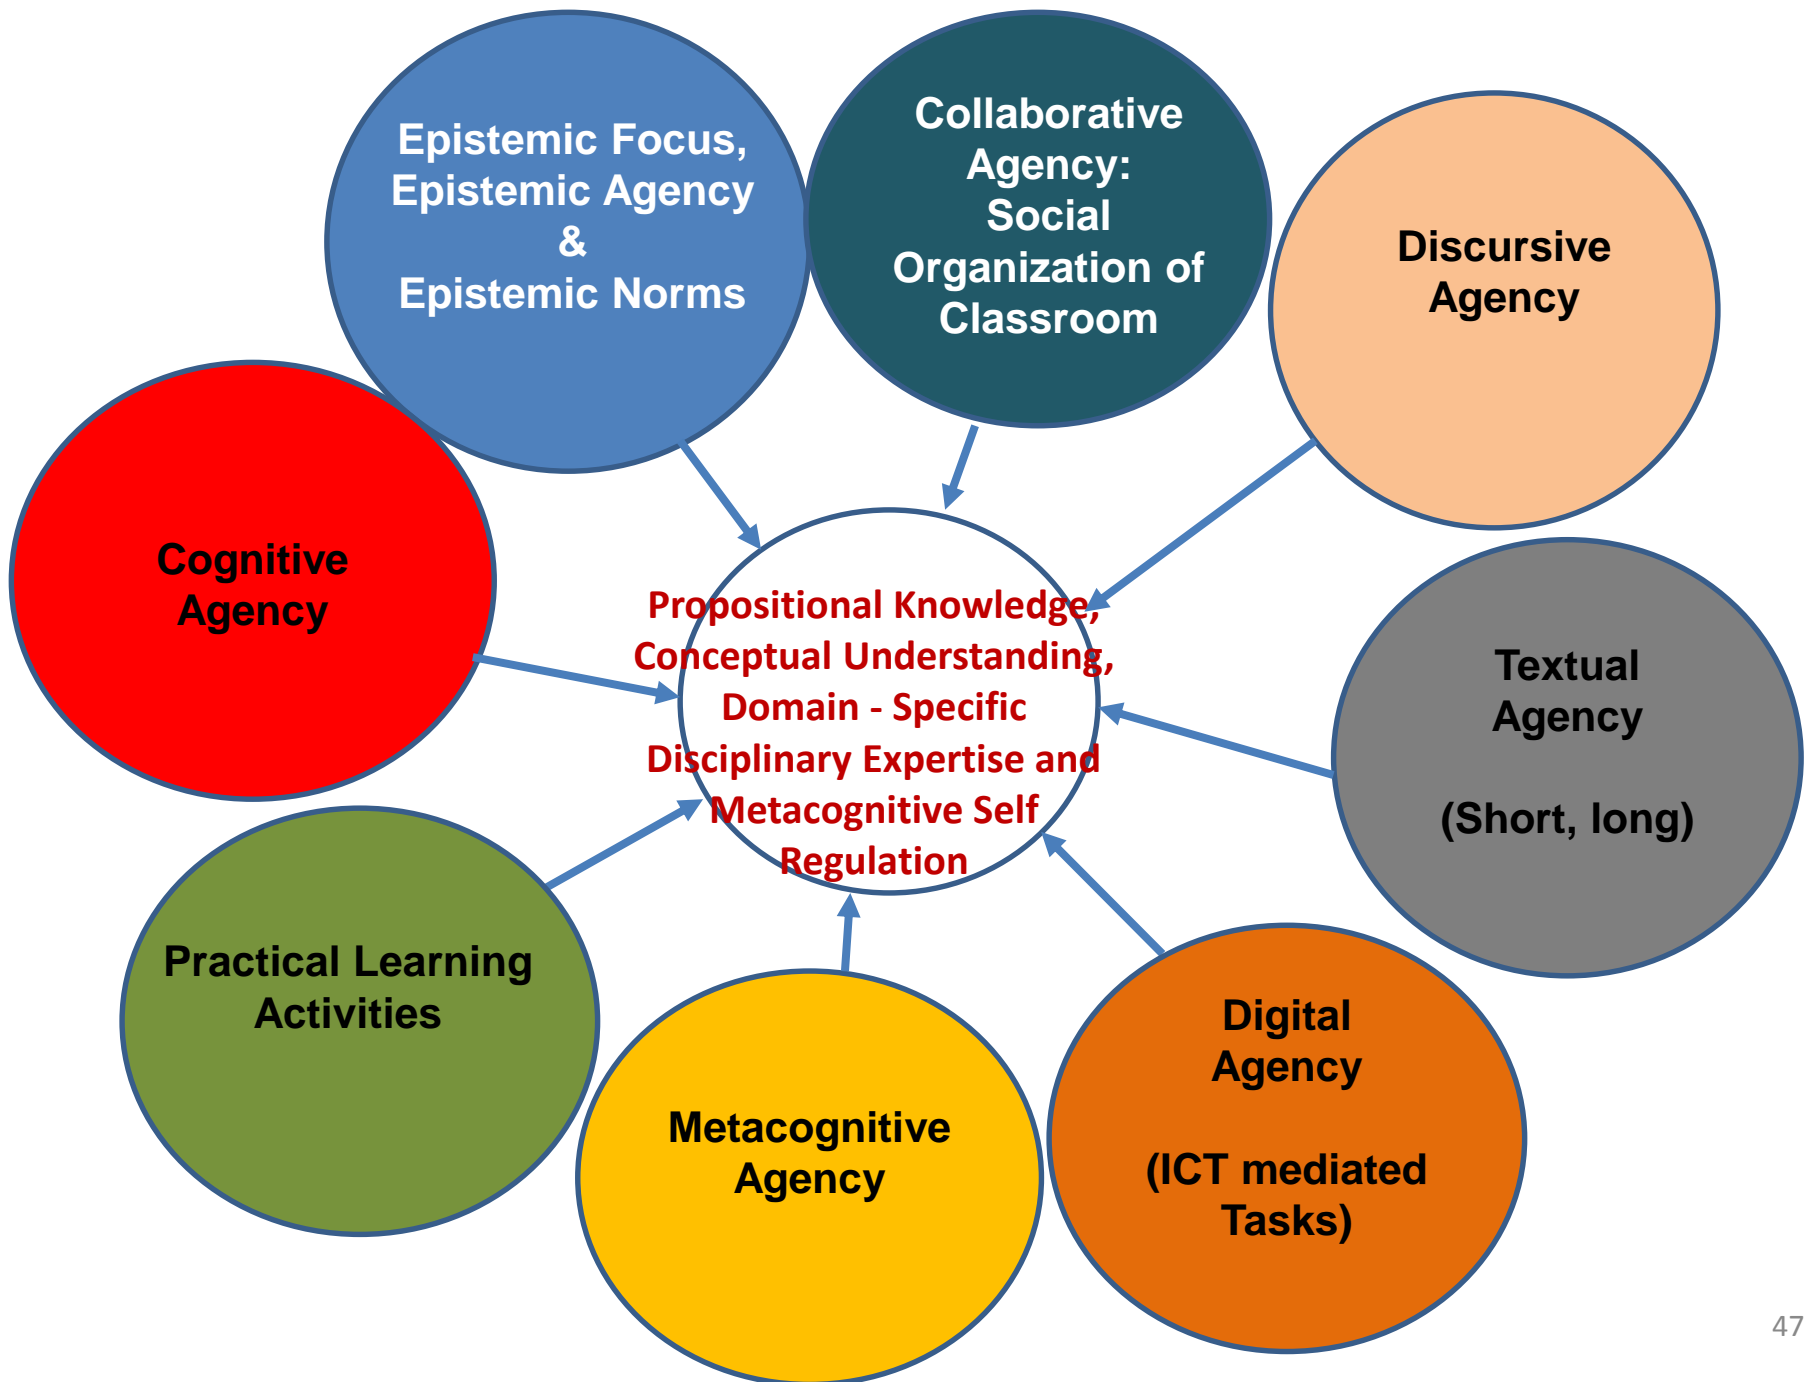 Epistemic Focus,
Epistemic Agency
&
Epistemic Norms
Collaborative
Agency:
Social
Organization of
Classroom
Discursive
Agency
Cognitive
Agency
Propositional Knowledge,
Conceptual Understanding,
Domain - Specific
Disciplinary Expertise and
Metacognitive Self
Regulation
Textual
Agency
(Short, long)
Practical Learning
Activities
Metacognitive
Agency
Digital
Agency
(ICT mediated
Tasks)
47